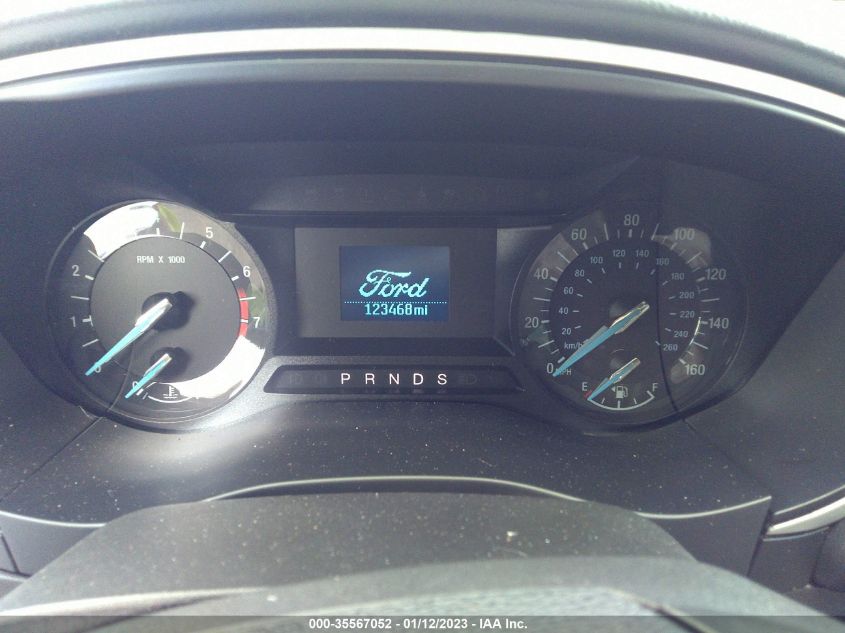 RPM X 1000
0 1 2 5 6 7
Ford
123468mi
P R N D S
0 20 40 60 80 100 120 140 160
20 40 60 80 100 120 140 160 180 200 220 240 260
km/h
MPH
E F
000-35567052 - 01/12/2023 - IAA Inc.